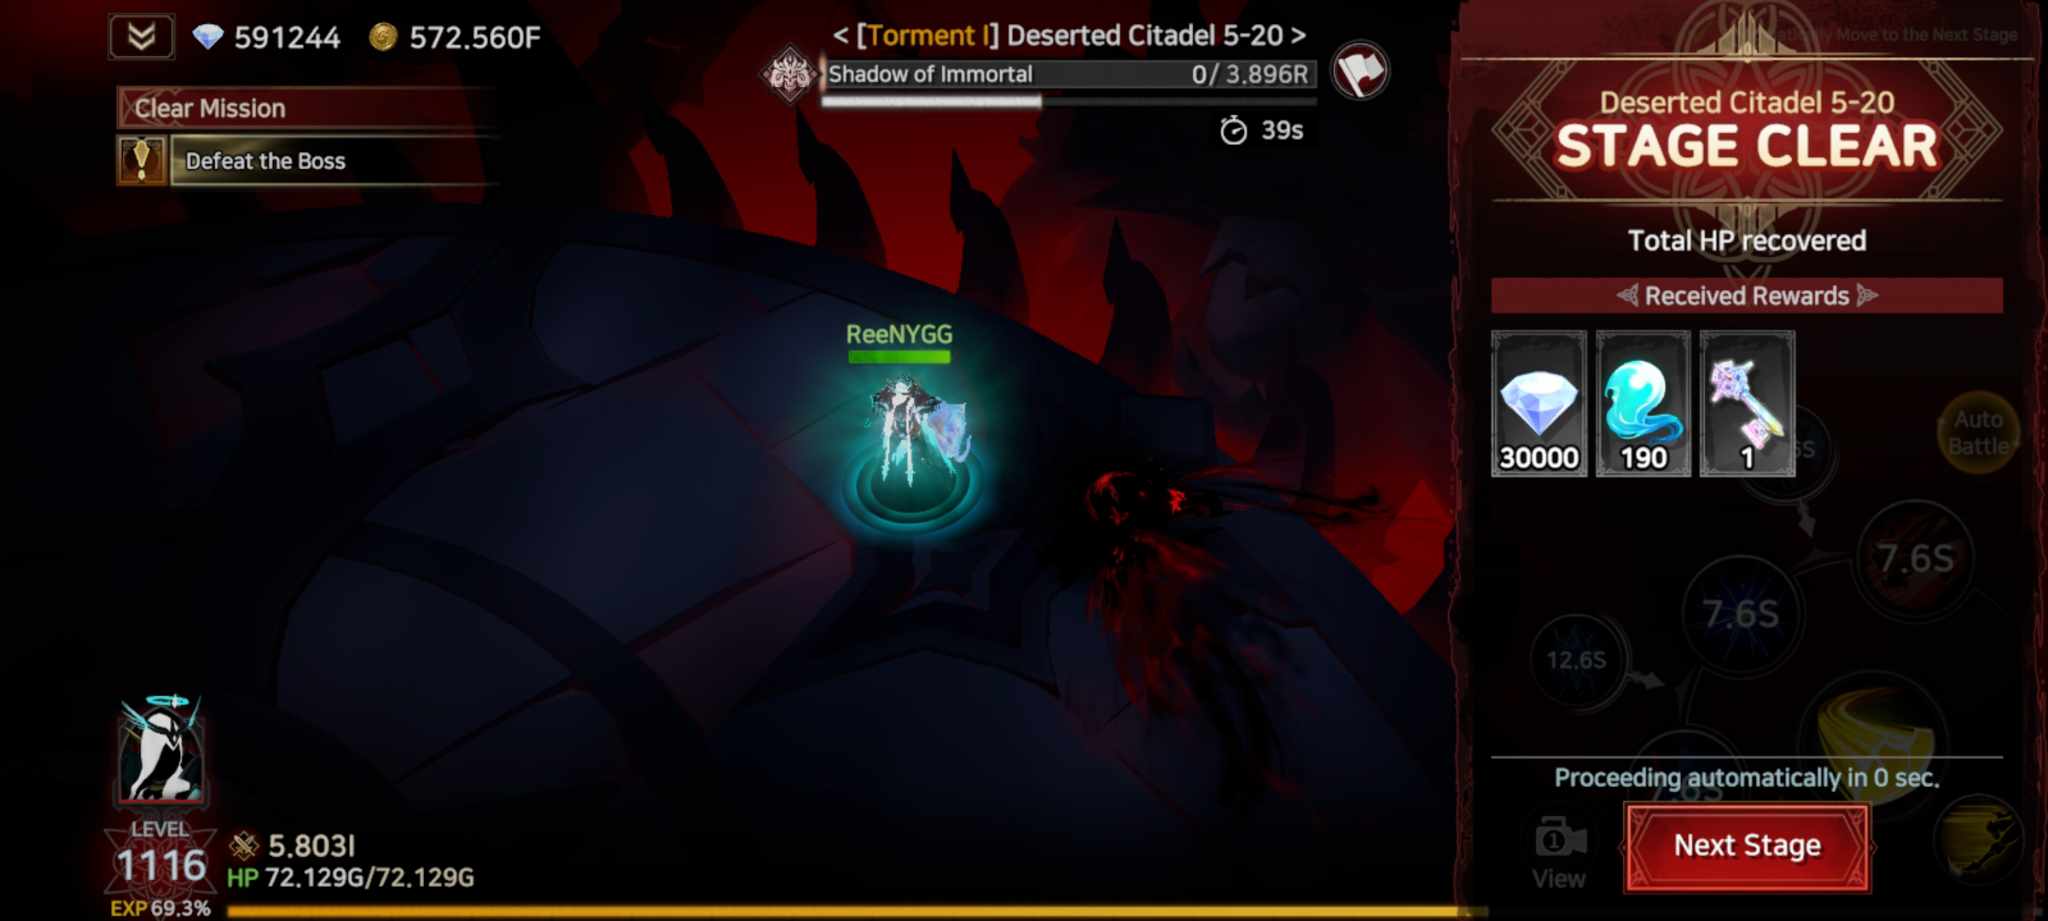 591244
572.560F
Clear Mission
Defeat the Boss
< [Torment I] Deserted Citadel 5-20 >
Shadow of Immortal 0/ 3.896R
39s
Move to the Next Stage
Deserted Citadel 5-20
STAGE CLEAR
Total HP recovered
Received Rewards
30000
190
1
ReeNYGG
Auto
Battle
7.6S
7.6S
12.6S
Proceeding automatically in 0 sec.
Next Stage
1
View
LEVEL
1116
5.803I
HP 72.129G/72.129G
EXP 69.3%